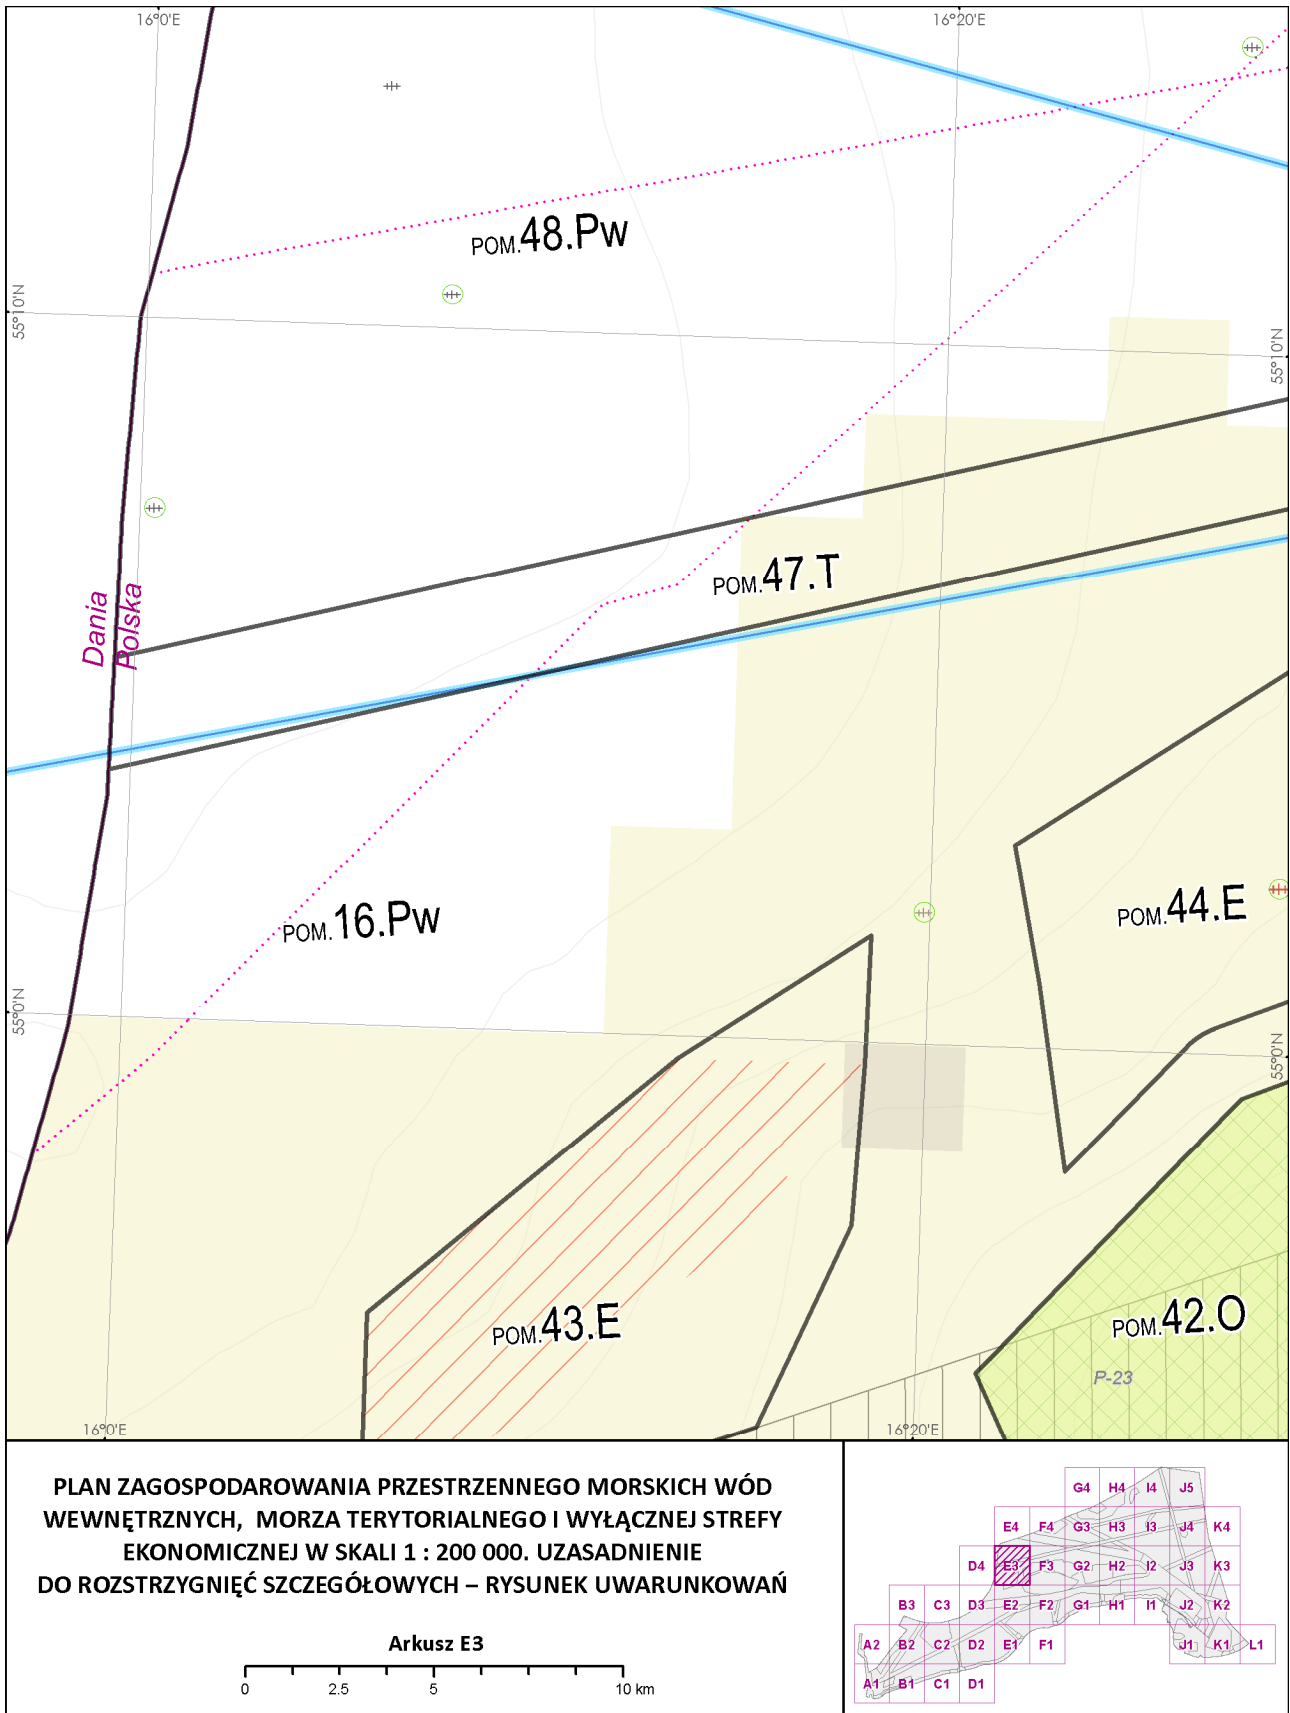 16°0'E
16°20'E
POM.48.Pw
55°10'N
55°10'N
POM.47.T
Dania
Polska
POM.44.E
POM.16.Pw
55°0'N
55°0'N
POM.43.E
POM.42.O
P-23
16°0'E
16°20'E
PLAN ZAGOSPODAROWANIA PRZESTRZENNEGO MORSKICH WÓD
WEWNĘTRZNYCH, MORZA TERYTORIALNEGO I WYŁĄCZNEJ STREFY
EKONOMICZNEJ W SKALI 1 : 200 000. UZASADNIENIE
DO ROZSTRZYGNIĘĆ SZCZEGÓŁOWYCH – RYSUNEK UWARUNKOWAŃ
Arkusz E3
0 2.5 5 10 km
G4 H4 I4 J5
E4 F4 G3 H3 I3 J4 K4
D4 E3 F3 G2 H2 I2 J3 K3
B3 C3 D3 E2 F2 G1 H1 I1 J2 K2
A2 B2 C2 D2 E1 F1 J1 K1 L1
A1 B1 C1 D1